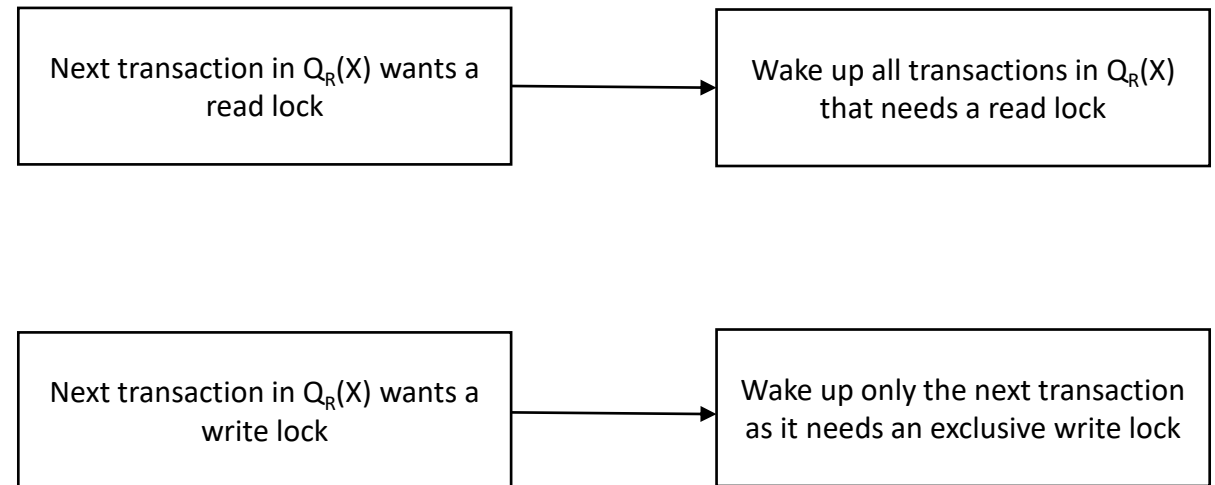 Next transaction in Q_R(X) wants a
read lock
Wake up all transactions in Q_R(X)
that needs a read lock
Next transaction in Q_R(X) wants a
write lock
Wake up only the next transaction
as it needs an exclusive write lock